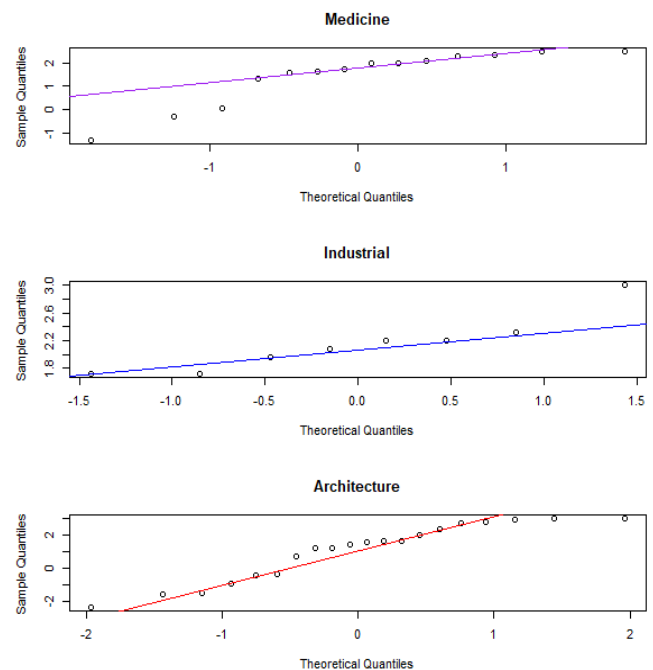 Medicine
Sample Quantiles
-1 0 1 2
-1 0 1
Theoretical Quantiles
Industrial
Sample Quantiles
1.8 2.2 2.6 3.0
-1.5 -1.0 -0.5 0.0 0.5 1.0 1.5
Theoretical Quantiles
Architecture
Sample Quantiles
-2 0 2
-2 -1 0 1 2
Theoretical Quantiles